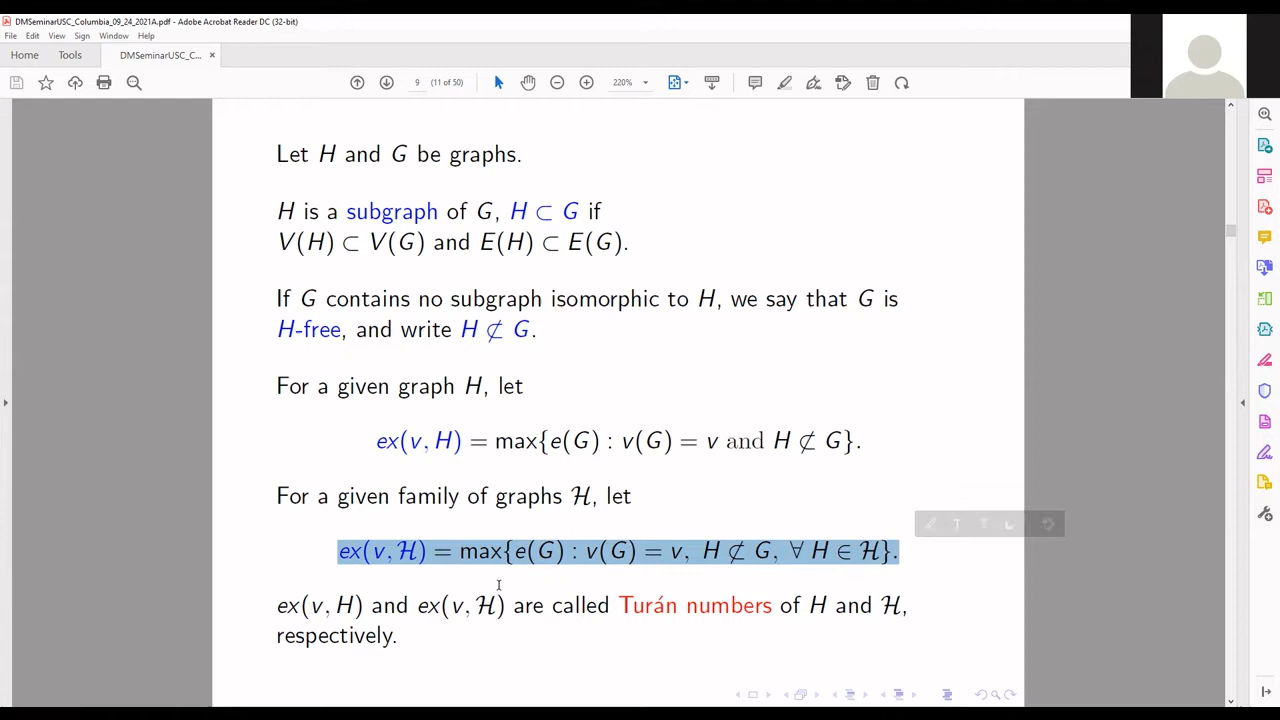 DMSeminarUSC_Columbia_09_24_2021A.pdf - Adobe Acrobat Reader DC (32-bit)
File Edit View Sign Window Help
Home Tools DMSeminarUSC_C... ×
9 (11 of 50) 220%
Let H and G be graphs.
H is a subgraph of G, H ⊂ G if
V(H) ⊂ V(G) and E(H) ⊂ E(G).
If G contains no subgraph isomorphic to H, we say that G is
H-free, and write H ⊄ G.
For a given graph H, let
ex(v, H) = max{e(G) : v(G) = v and H ⊄ G}.
For a given family of graphs ℋ, let
ex(v, ℋ) = max{e(G) : v(G) = v, H ⊄ G, ∀ H ∈ ℋ}.
ex(v, H) and ex(v, ℋ) are called Turán numbers of H and ℋ,
respectively.